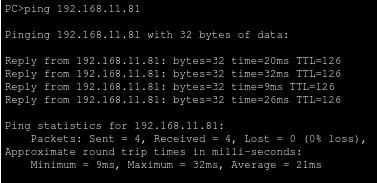 PC>ping 192.168.11.81
Pinging 192.168.11.81 with 32 bytes of data:
Reply from 192.168.11.81: bytes=32 time=20ms TTL=126
Reply from 192.168.11.81: bytes=32 time=32ms TTL=126
Reply from 192.168.11.81: bytes=32 time=9ms TTL=126
Reply from 192.168.11.81: bytes=32 time=26ms TTL=126
Ping statistics for 192.168.11.81:
Packets: Sent = 4, Received = 4, Lost = 0 (0% loss),
Approximate round trip times in milli-seconds:
Minimum = 9ms, Maximum = 32ms, Average = 21ms